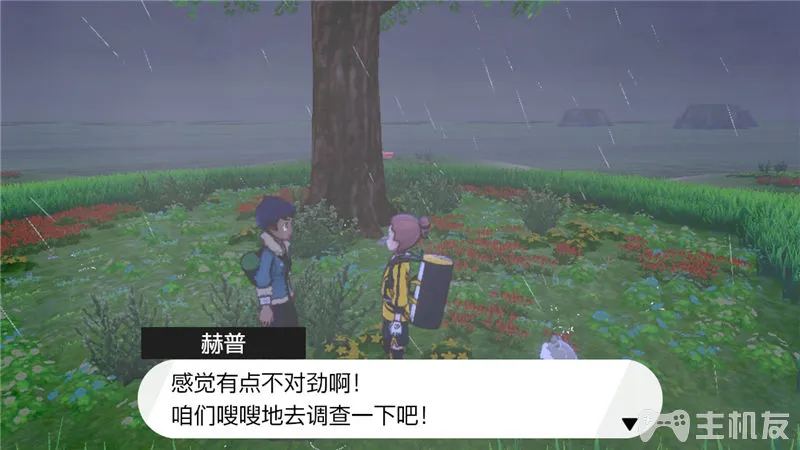 赫普
感觉有点不对劲啊！
咱们嗖嗖地去调查一下吧！
主机友